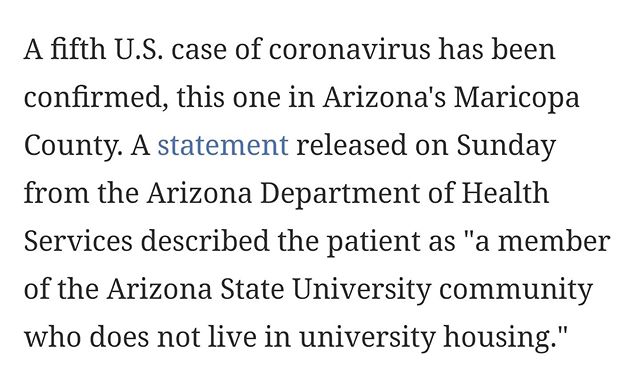 A fifth U.S. case of coronavirus has been
confirmed, this one in Arizona's Maricopa
County. A statement released on Sunday
from the Arizona Department of Health
Services described the patient as "a member
of the Arizona State University community
who does not live in university housing."